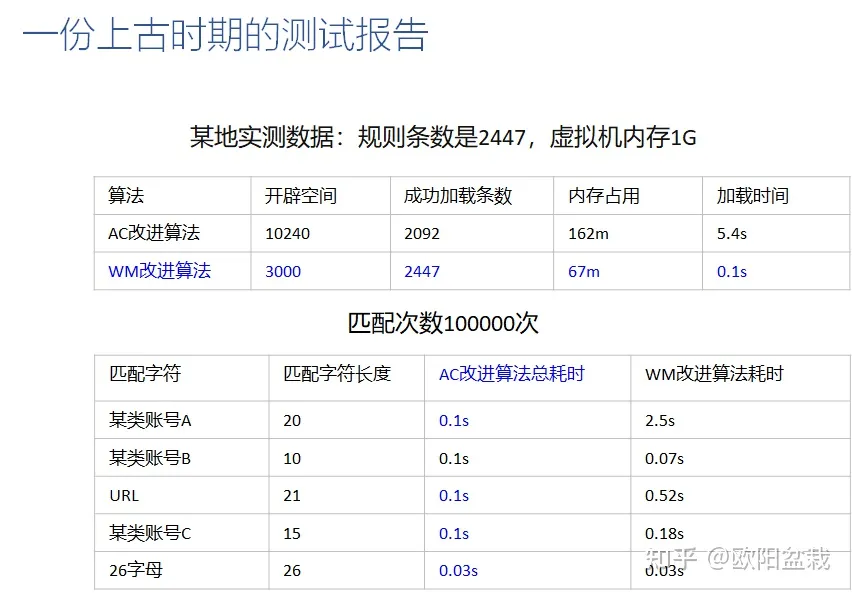 一份上古时期的测试报告
某地实测数据：规则条数是2447，虚拟机内存1G
算法 开辟空间 成功加载条数 内存占用 加载时间
AC改进算法 10240 2092 162m 5.4s
WM改进算法 3000 2447 67m 0.1s
匹配次数100000次
匹配字符 匹配字符长度 AC改进算法总耗时 WM改进算法耗时
某类账号A 20 0.1s 2.5s
某类账号B 10 0.1s 0.07s
URL 21 0.1s 0.52s
某类账号C 15 0.1s 0.18s
26字母 26 0.03s 0.03s
知乎 @欧阳盆栽